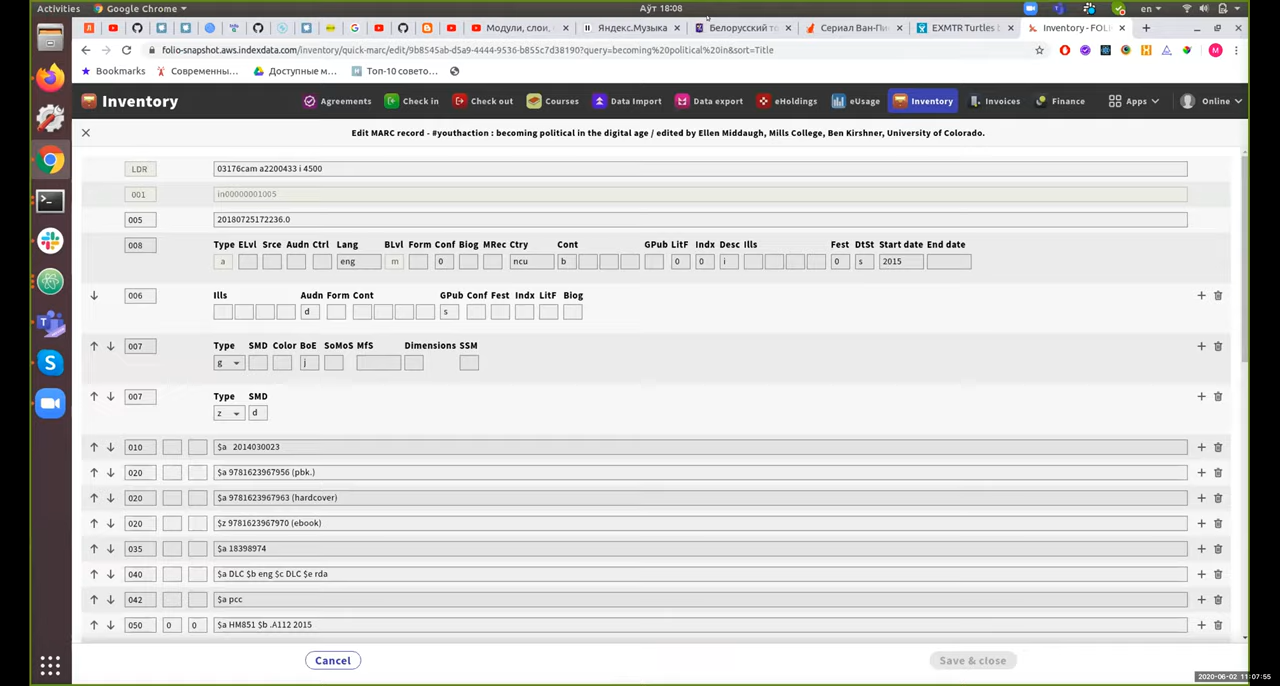 Activities Google Chrome Аўт 18:08 en
Модули, слои, Яндекс.Музыка Белорусский то Сериал Ван-Пи EXMTR Turtles Inventory - FOLI
folio-snapshot.aws.indexdata.com/inventory/quick-marc/edit/9b8545ab-d5a9-4444-9536-b855c7d38190?query=becoming%20political%20in&sort=Title
Bookmarks Современны... Доступные м... Топ-10 совето...
Inventory Agreements Check in Check out Courses Data Import Data export eHoldings eUsage Inventory Invoices Finance Apps Online
Edit MARC record - #youthaction : becoming political in the digital age / edited by Ellen Middaugh, Mills College, Ben Kirshner, University of Colorado.
LDR 03176cam a2200433 i 4500
001 in00000001005
005 20180725172236.0
008 Type ELvl Srce Audn Ctrl Lang BLvl Form Conf Biog MRec Ctry Cont GPub LitF Indx Desc Ills Fest DtSt Start date End date
a eng m 0 ncu b 0 0 i 0 s 2015
006 Ills Audn Form Cont GPub Conf Fest Indx LitF Biog
d s
007 Type SMD Color BoE SoMoS MfS Dimensions SSM
g j
007 Type SMD
z d
010 $a 2014030023
020 $a 9781623967956 (pbk.)
020 $a 9781623967963 (hardcover)
020 $z 9781623967970 (ebook)
035 $a 18398974
040 $a DLC $b eng $c DLC $e rda
042 $a pcc
050 0 0 $a HM851 $b .A112 2015
Cancel Save & close
2020-06-02 11:07:55